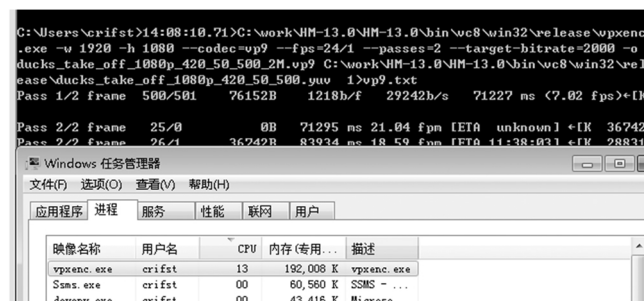 C:\Users\crifst>14:08:10.71>C:\work\HM-13.0\HM-13.0\bin\vc8\win32\release\vpxenc
.exe -w 1920 -h 1080 --codec=vp9 --fps=24/1 --passes=2 --target-bitrate=2000 -o
ducks_take_off_1080p_420_50_500_2M.vp9 C:\work\HM-13.0\HM-13.0\bin\vc8\win32\rel
ease\ducks_take_off_1080p_420_50_500.yuv 1>vp9.txt
Pass 1/2 frame 500/501 76152B 1218b/f 29242b/s 71227 ms (7.02 fps)←[K
Pass 2/2 frame 25/0 0B 71295 ms 21.04 fpm [ETA unknown] ←[K 36742
Pass 2/2 frame 26/1 36742B 83934 ms 18.59 fpm [ETA 11:38:03] ←[K 28831
Windows 任务管理器
文件(F) 选项(O) 查看(V) 帮助(H)
应用程序 进程 服务 性能 联网 用户
映像名称 用户名 CPU 内存(专用... 描述
vpxenc.exe crifst 13 192,008 K vpxenc.exe
Ssms.exe crifst 00 60,560 K SSMS - ...
devenv.exe crifst 00 43,416 K Micros